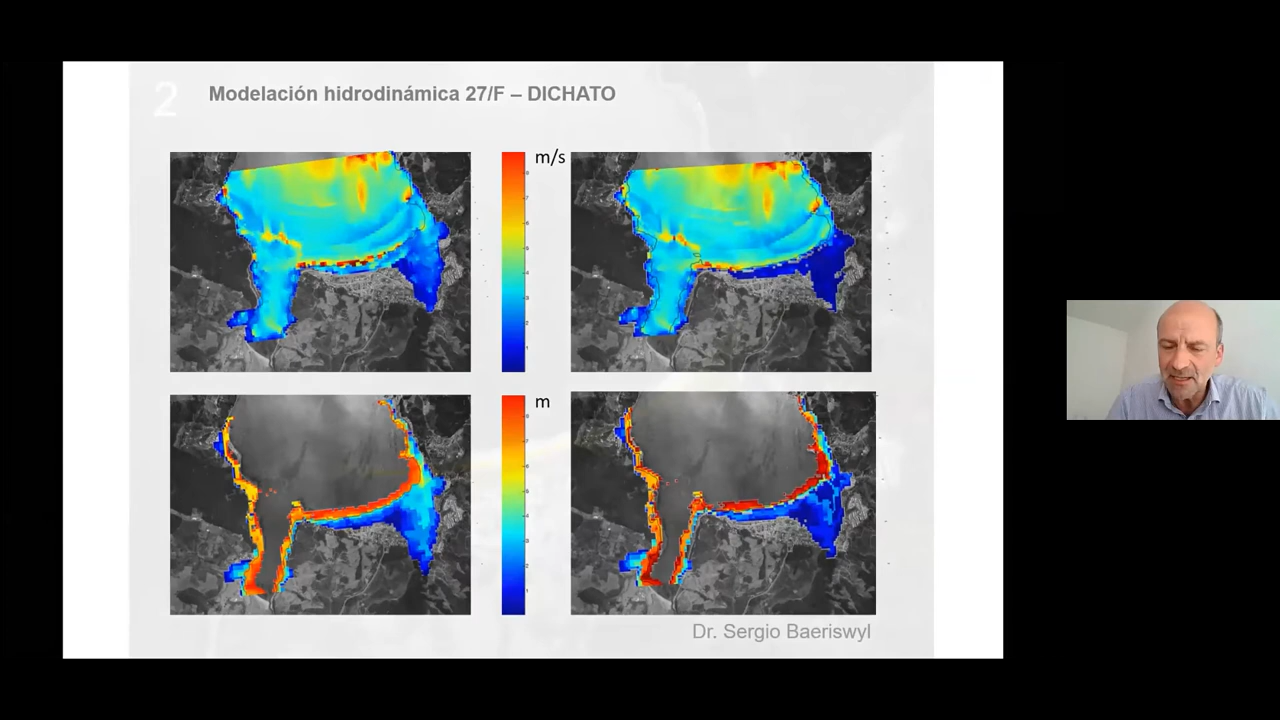 2
Modelación hidrodinámica 27/F – DICHATO
m/s
m
Dr. Sergio Baeriswyl